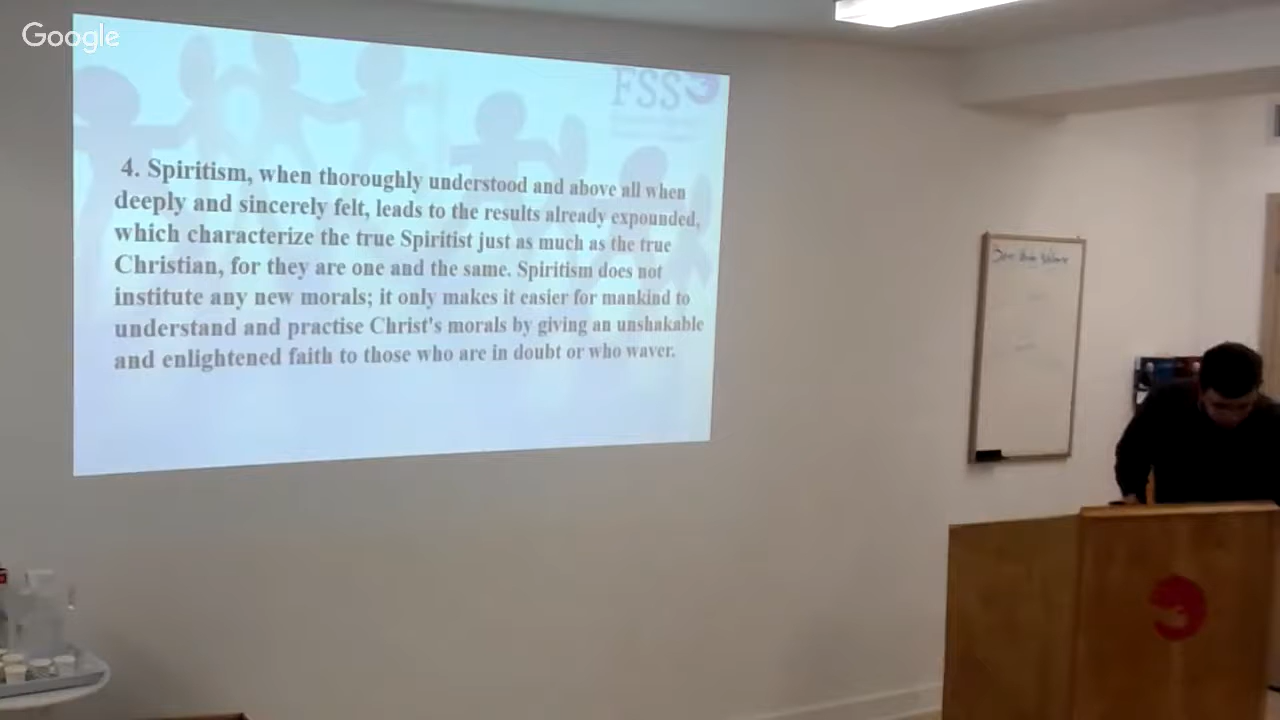 Google
FSS
4. Spiritism, when thoroughly understood and above all when
deeply and sincerely felt, leads to the results already expounded,
which characterize the true Spiritist just as much as the true
Christian, for they are one and the same. Spiritism does not
institute any new morals; it only makes it easier for mankind to
understand and practise Christ's morals by giving an unshakable
and enlightened faith to those who are in doubt or who waver.